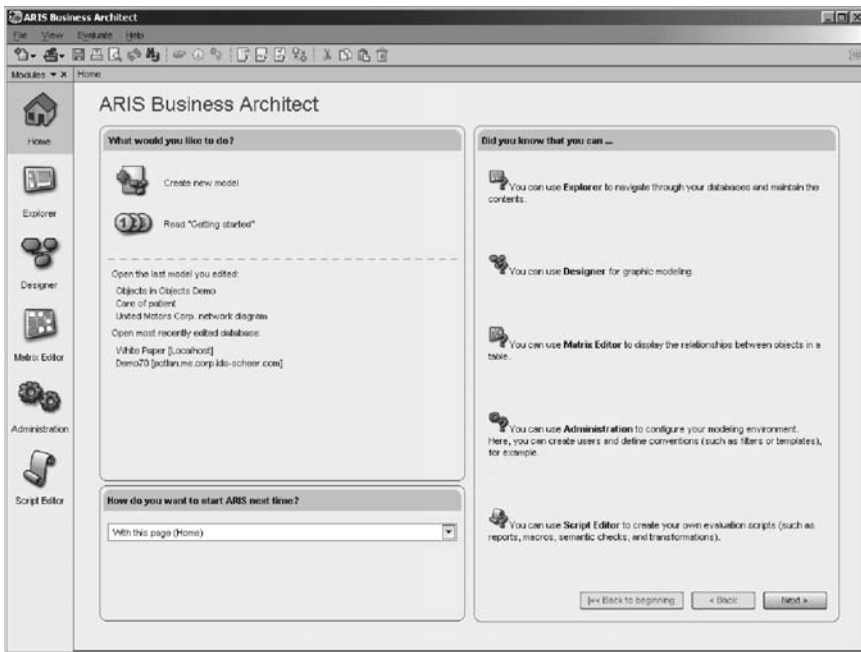 ARIS Business Architect
File View Evaluate Help
Modules Home
Home
Explorer
Designer
Matrix Editor
Administration
Script Editor
ARIS Business Architect
What would you like to do?
Create new model
123
Read "Getting started"
Open the last model you edited:
Objects in Objects Demo
Care of patient
United Motors Corp. network diagram
Open most recently edited database:
White Paper [Localhost]
Demo70 [potlan.me.corp.ids-scheer.com]
How do you want to start ARIS next time?
With this page (Home)
Did you know that you can ...
You can use Explorer to navigate through your databases and maintain the
contents.
You can use Designer for graphic modeling.
You can use Matrix Editor to display the relationships between objects in a
table.
You can use Administration to configure your modeling environment.
Here, you can create users and define conventions (such as filters or templates),
for example.
You can use Script Editor to create your own evaluation scripts (such as
reports, macros, semantic checks, and transformations).
|<< Back to beginning < Back Next >